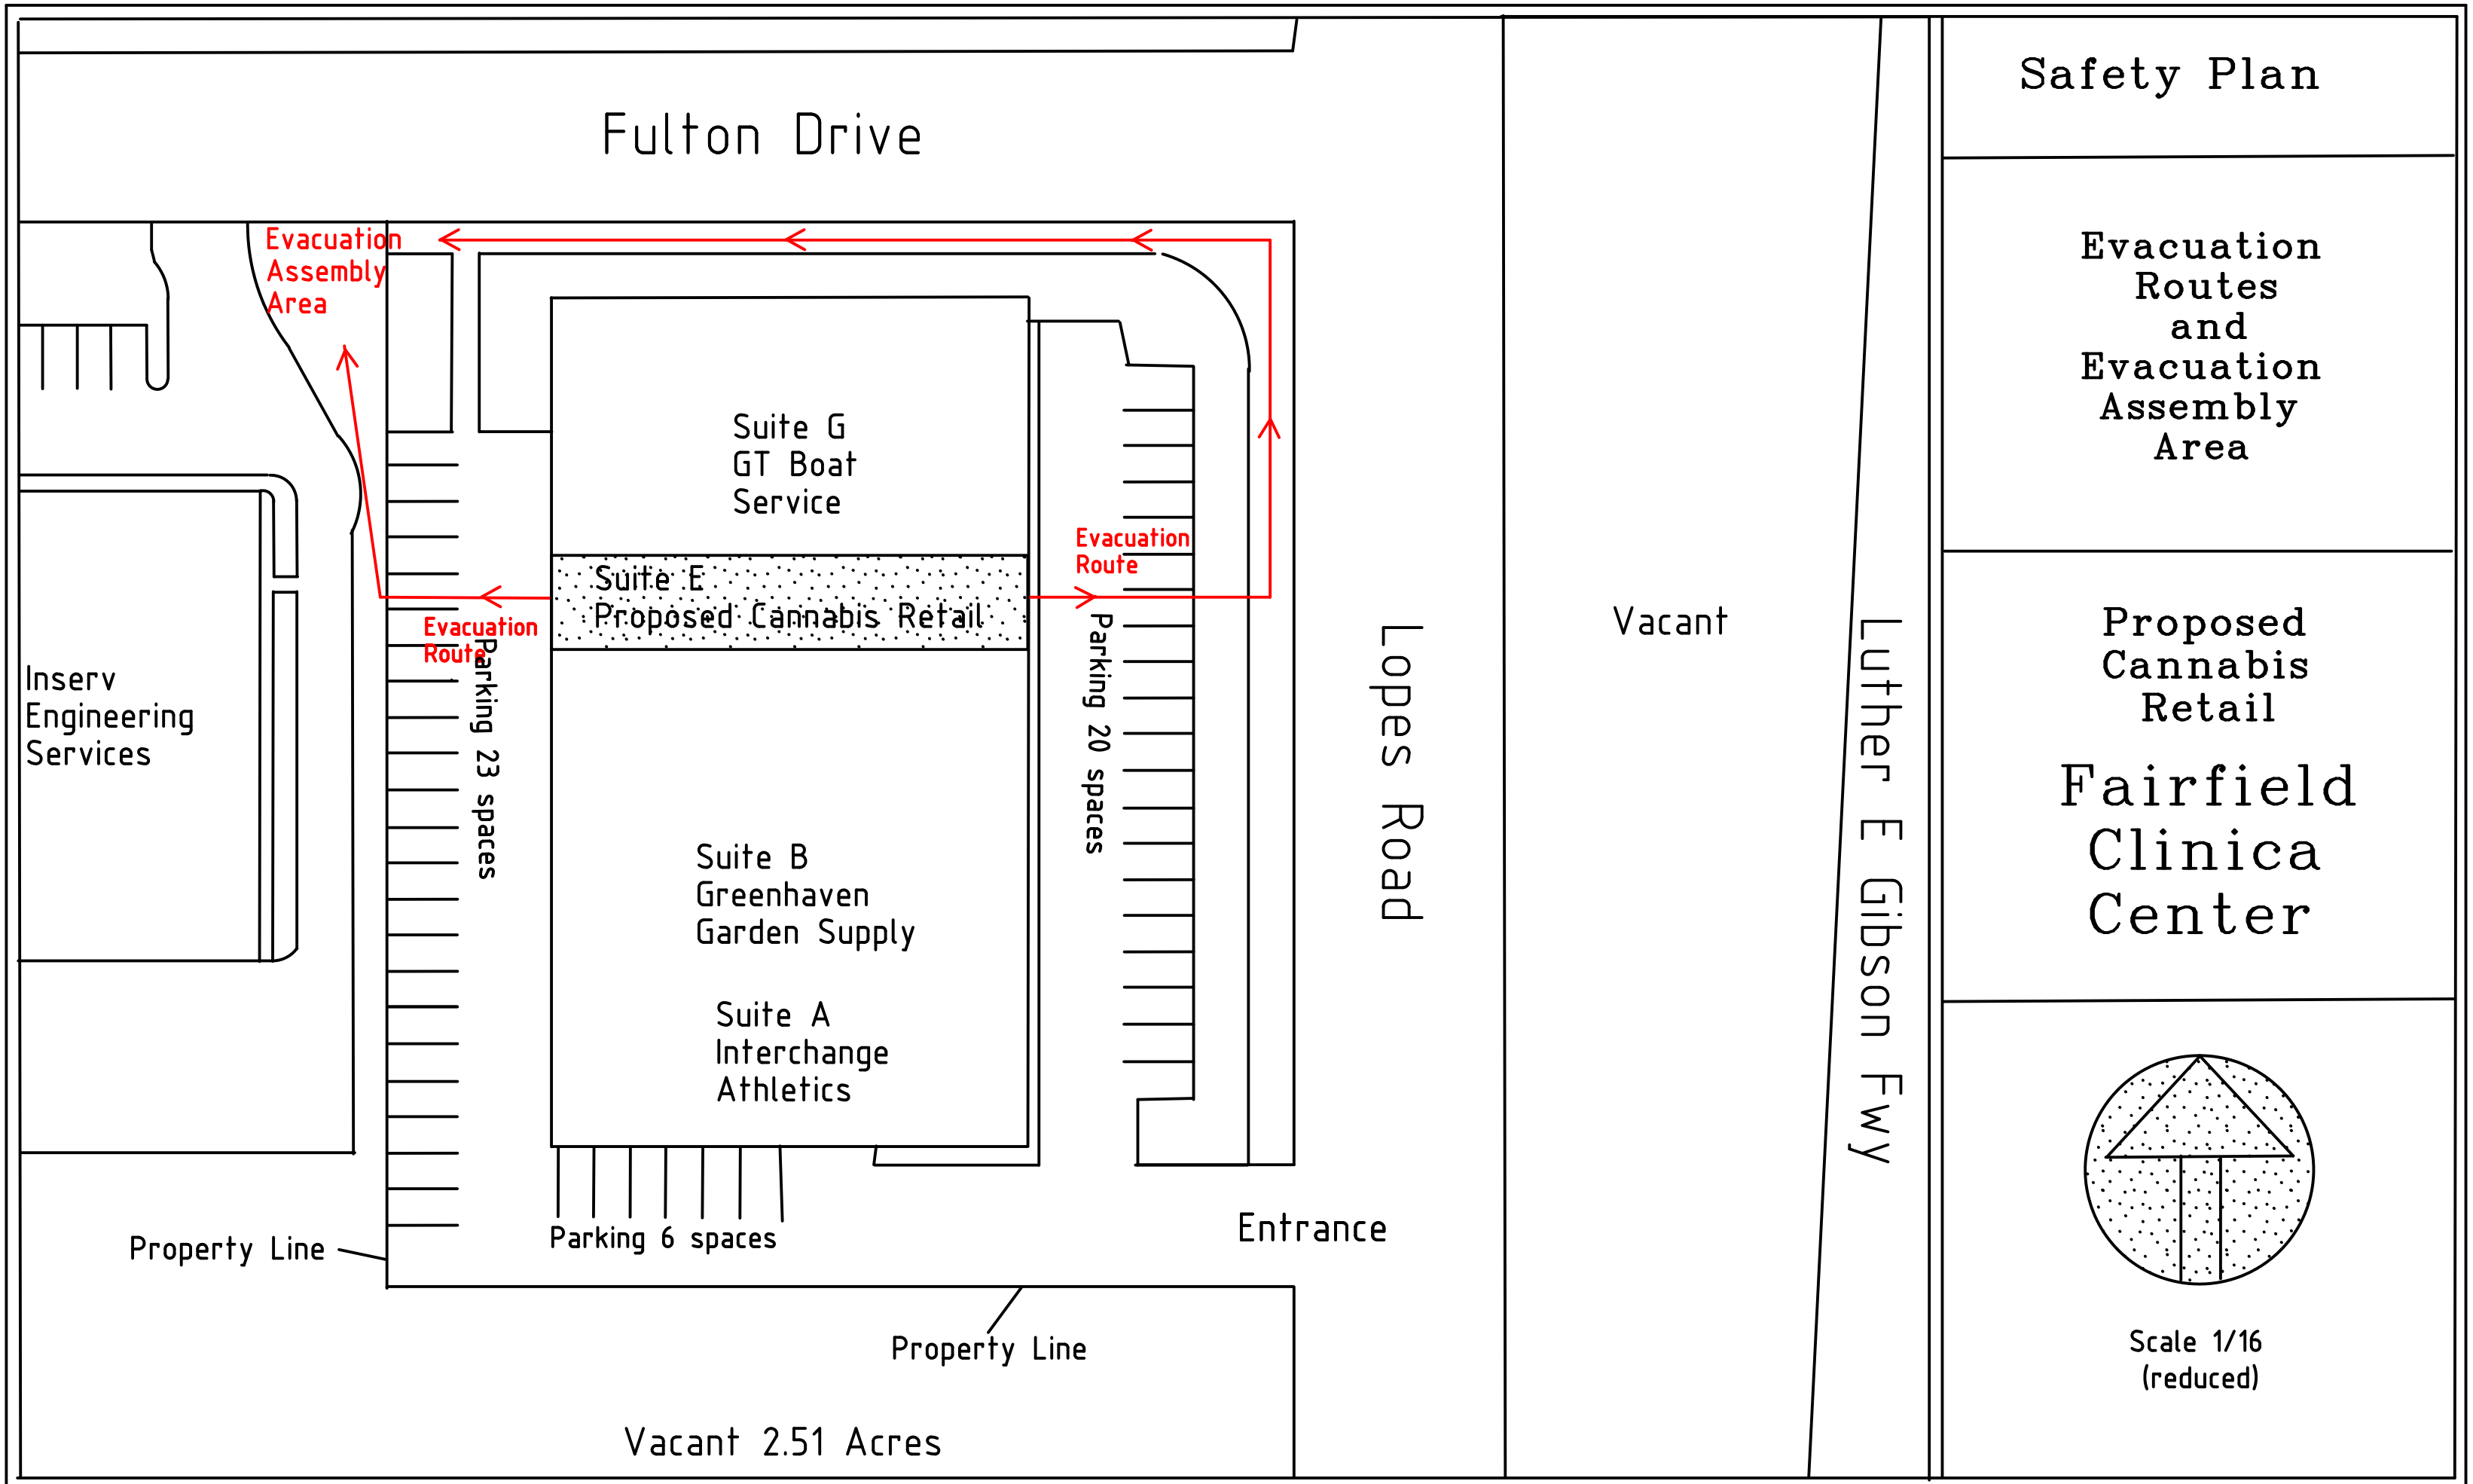 Fulton Drive
Evacuation
Assembly
Area
Suite G
GT Boat
Service
Evacuation
Route
Suite E
Proposed Cannabis Retail
Evacuation
Route
Parking 23 spaces
Parking 20 spaces
Inserv
Engineering
Services
Suite B
Greenhaven
Garden Supply
Suite A
Interchange
Athletics
Parking 6 spaces
Entrance
Property Line
Property Line
Vacant 2.51 Acres
Lopes Road
Vacant
Luther E Gibson Fwy
Safety Plan
Evacuation
Routes
and
Evacuation
Assembly
Area
Proposed
Cannabis
Retail
Fairfield
Clinica
Center
Scale 1/16
(reduced)